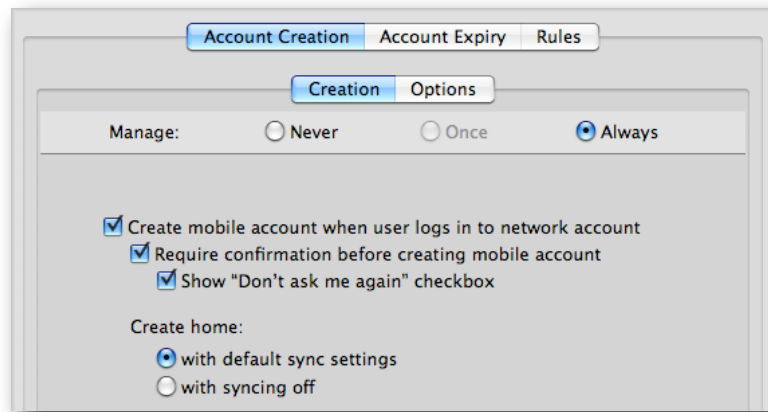 Account Creation Account Expiry Rules
Creation Options
Manage: Never Once Always
Create mobile account when user logs in to network account
Require confirmation before creating mobile account
Show “Don’t ask me again” checkbox
Create home:
with default sync settings
with syncing off